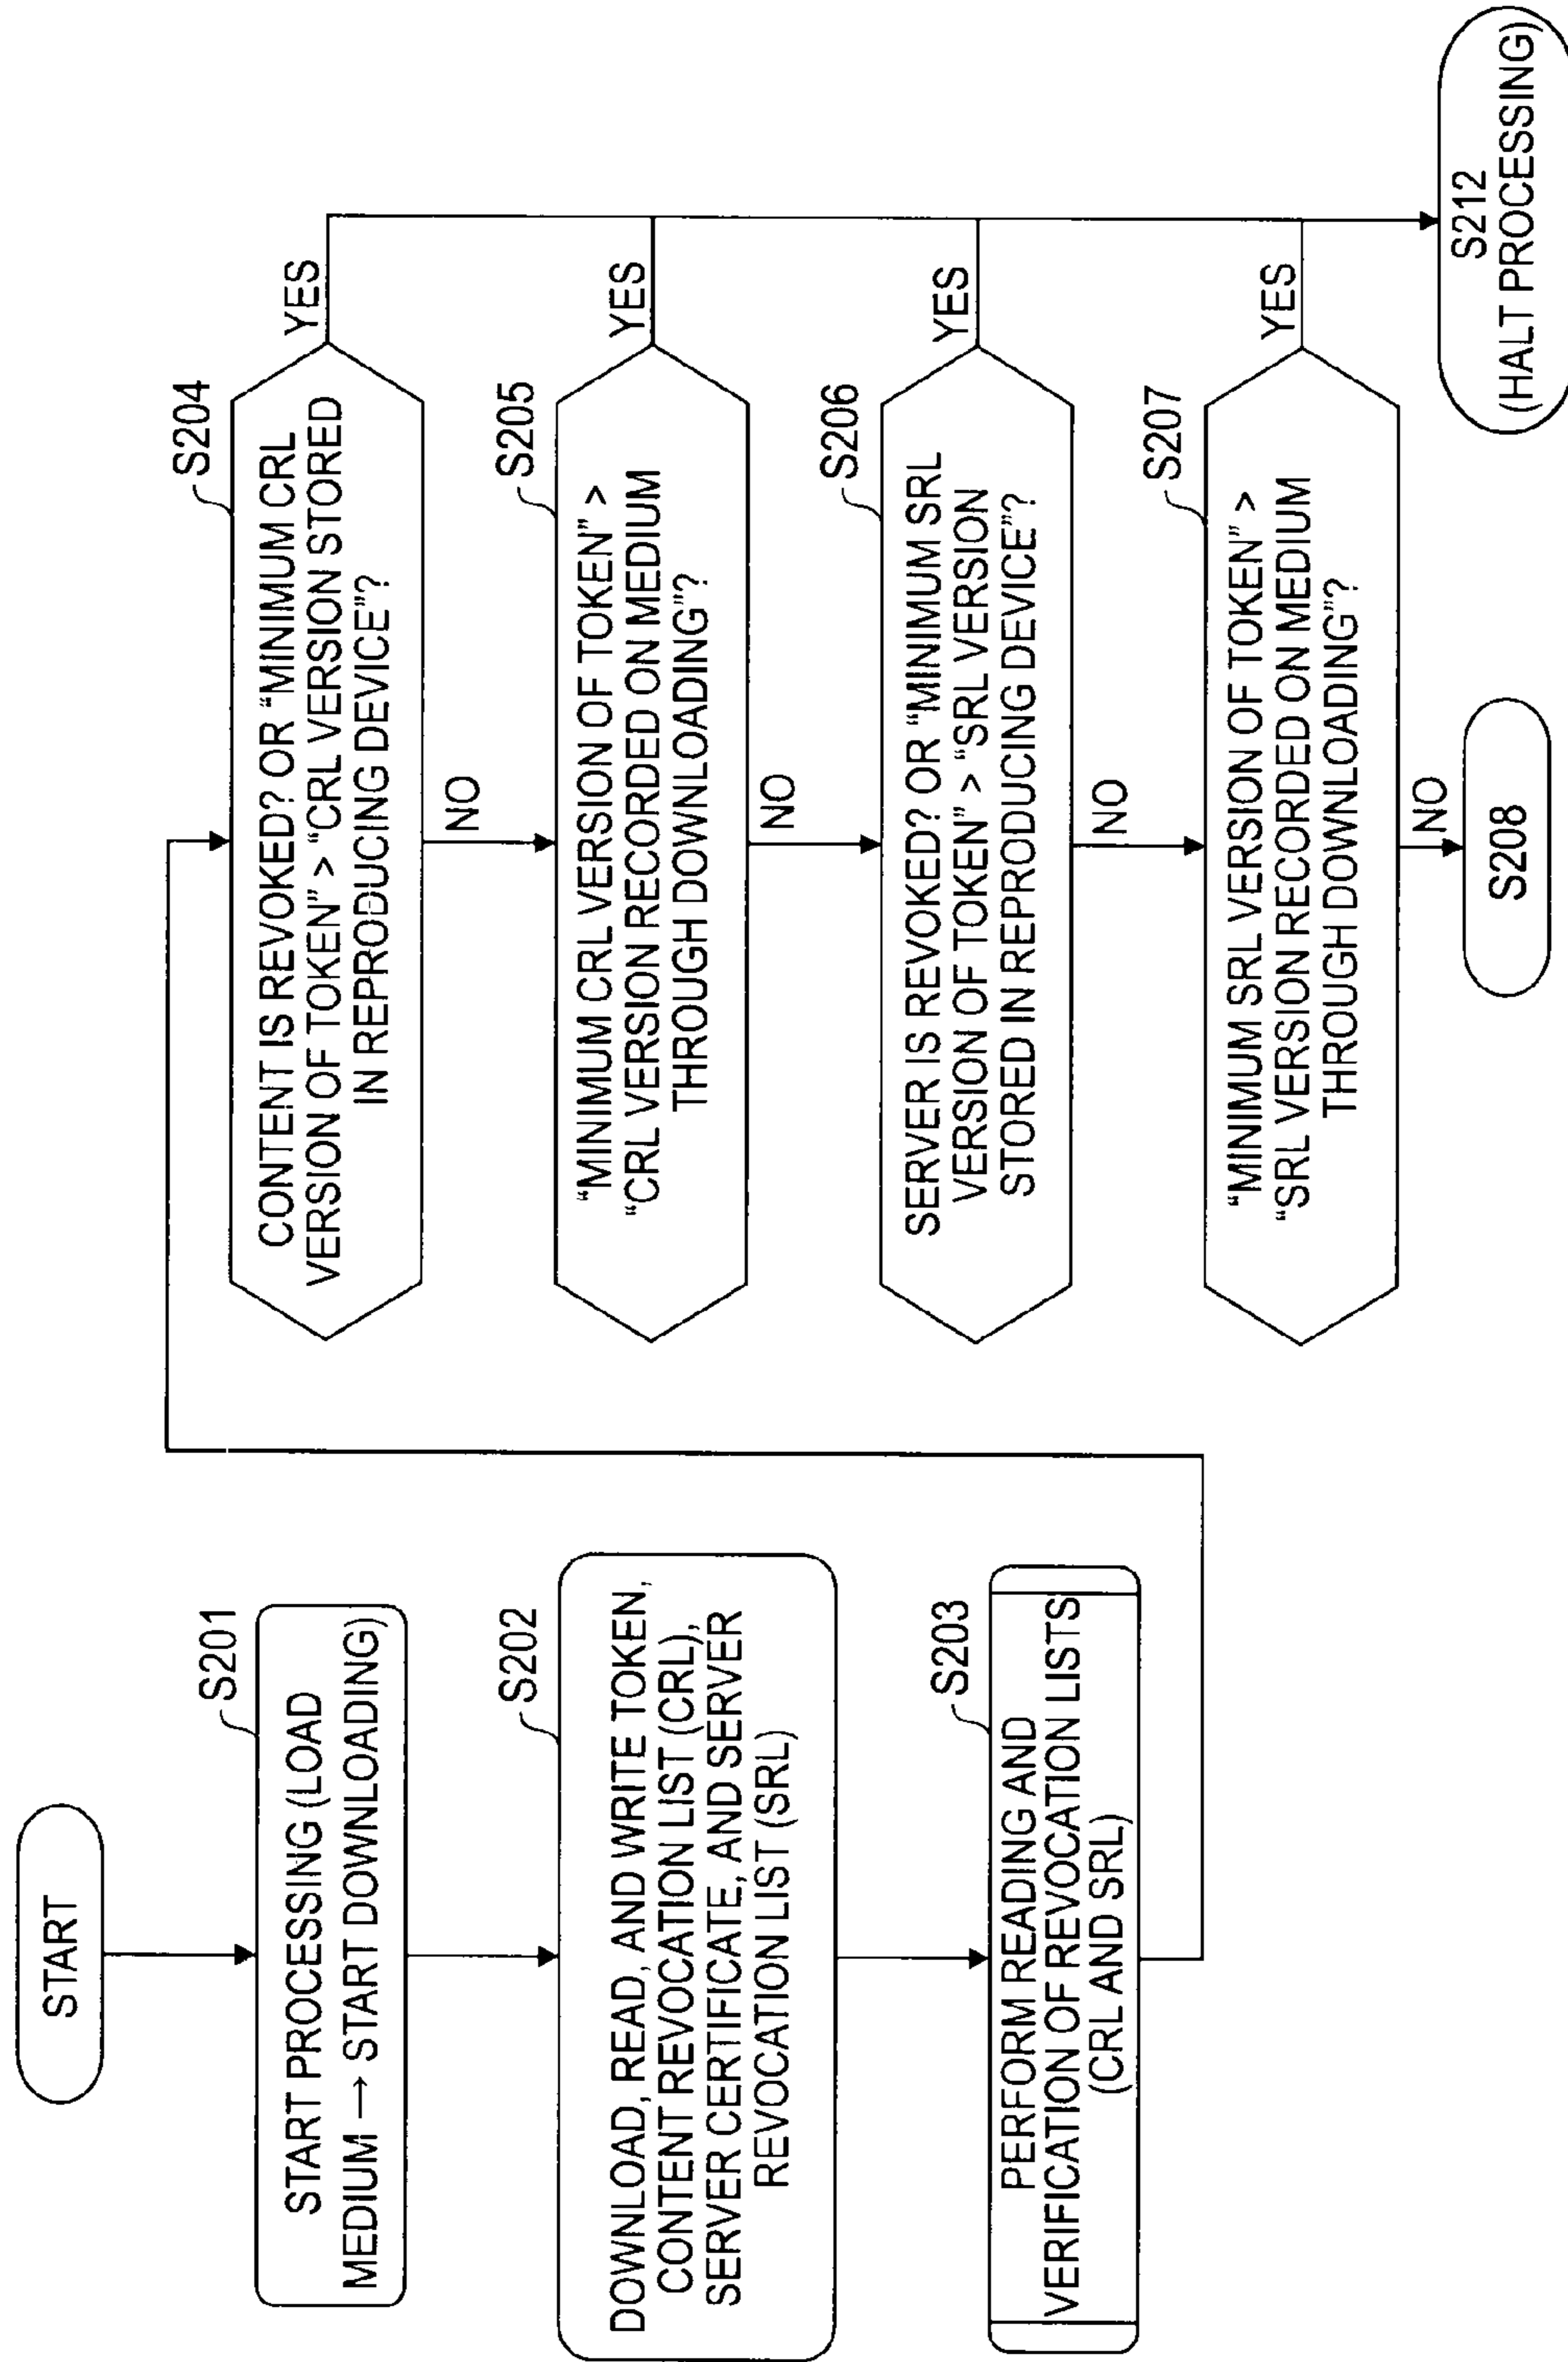 START
S201
START PROCESSING (LOAD
MEDIUM → START DOWNLOADING)
S202
DOWNLOAD, READ, AND WRITE TOKEN,
CONTENT REVOCATION LIST (CRL),
SERVER CERTIFICATE, AND SERVER
REVOCATION LIST (SRL)
S203
PERFORM READING AND
VERIFICATION OF REVOCATION LISTS
(CRL AND SRL)
S204
CONTENT IS REVOKED? OR “MINIMUM CRL
VERSION OF TOKEN” > “CRL VERSION STORED
IN REPRODUCING DEVICE”?
YES
NO
S205
“MINIMUM CRL VERSION OF TOKEN” >
“CRL VERSION RECORDED ON MEDIUM
THROUGH DOWNLOADING”?
YES
NO
S206
SERVER IS REVOKED? OR “MINIMUM SRL
VERSION OF TOKEN” > “SRL VERSION
STORED IN REPRODUCING DEVICE”?
YES
NO
S207
“MINIMUM SRL VERSION OF TOKEN” >
“SRL VERSION RECORDED ON MEDIUM
THROUGH DOWNLOADING”?
YES
NO
S208
S212
(HALT PROCESSING)